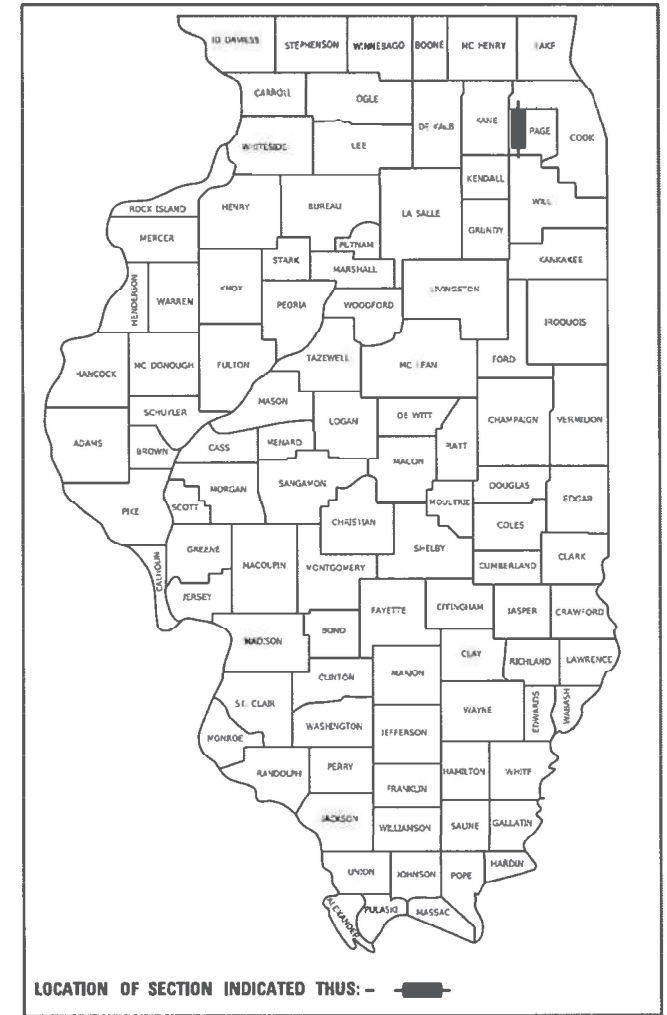 JO DAVIESS STEPHENSON WINNEBAGO BOONE MC HENRY LAKE
CARROLL OGLE DE KALB KANE PAGE COOK
WHITESIDE LEE
KENDALL
ROCK ISLAND HENRY BUREAU LA SALLE WILL
MERCER PUTNAM GRUNDY
STARK MARSHALL KANKAKEE
HENDERSON WARREN KNOX PEORIA WOODFORD LIVINGSTON IROQUOIS
HANCOCK MC DONOUGH FULTON TAZEWELL MC LEAN FORD
MASON
SCHUYLER LOGAN DE WITT CHAMPAIGN VERMILION
ADAMS BROWN CASS MENARD PIATT
MACON
PIKE SCOTT MORGAN SANGAMON MOULTRIE DOUGLAS EDGAR
CHRISTIAN COLES
CALHOUN GREENE MACOUPIN MONTGOMERY SHELBY CUMBERLAND CLARK
JERSEY FAYETTE EFFINGHAM JASPER CRAWFORD
MADISON BOND
CLAY RICHLAND LAWRENCE
CLINTON MARION
ST. CLAIR WAYNE EDWARDS WABASH
MONROE WASHINGTON JEFFERSON
RANDOLPH PERRY HAMILTON WHITE
FRANKLIN
JACKSON WILLIAMSON SALINE GALLATIN
UNION JOHNSON POPE HARDIN
ALEXANDER PULASKI MASSAC
LOCATION OF SECTION INDICATED THUS: -